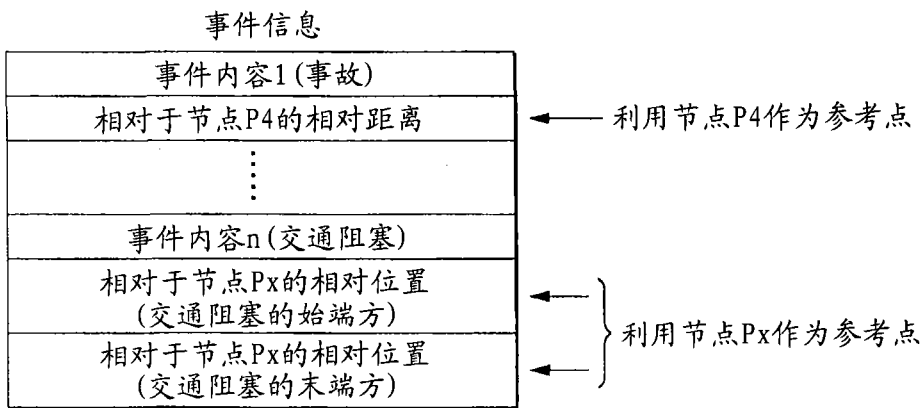 事件信息
事件内容1(事故)
相对于节点P4的相对距离
利用节点P4作为参考点
事件内容n(交通阻塞)
相对于节点Px的相对位置
(交通阻塞的始端方)
相对于节点Px的相对位置
(交通阻塞的末端方)
利用节点Px作为参考点